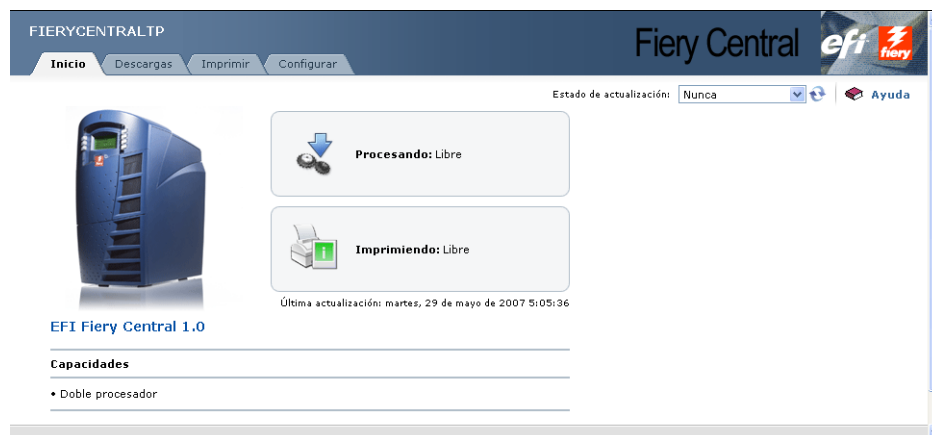 FIERYCENTRALTP
Fiery Central
efi
fiery
Inicio
Descargas
Imprimir
Configurar
Estado de actualización: Nunca
Ayuda
Procesando: Libre
Imprimiendo: Libre
Última actualización: martes, 29 de mayo de 2007 5:05:36
EFI Fiery Central 1.0
Capacidades
• Doble procesador